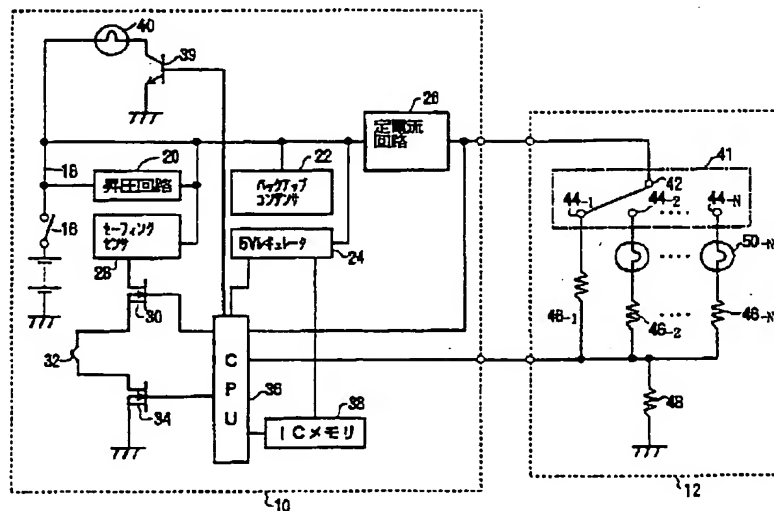 40
39
26
定電流
回路
18
20
22
昇圧回路
バックアップ
コンデンサ
16
セーフィング
センサ
28
5Vレギュレータ
24
30
32
34
CPU
36
38
ICメモリ
10
41
42
44-1
44-2
44-N
50-N
46-1
46-2
46-N
48
12